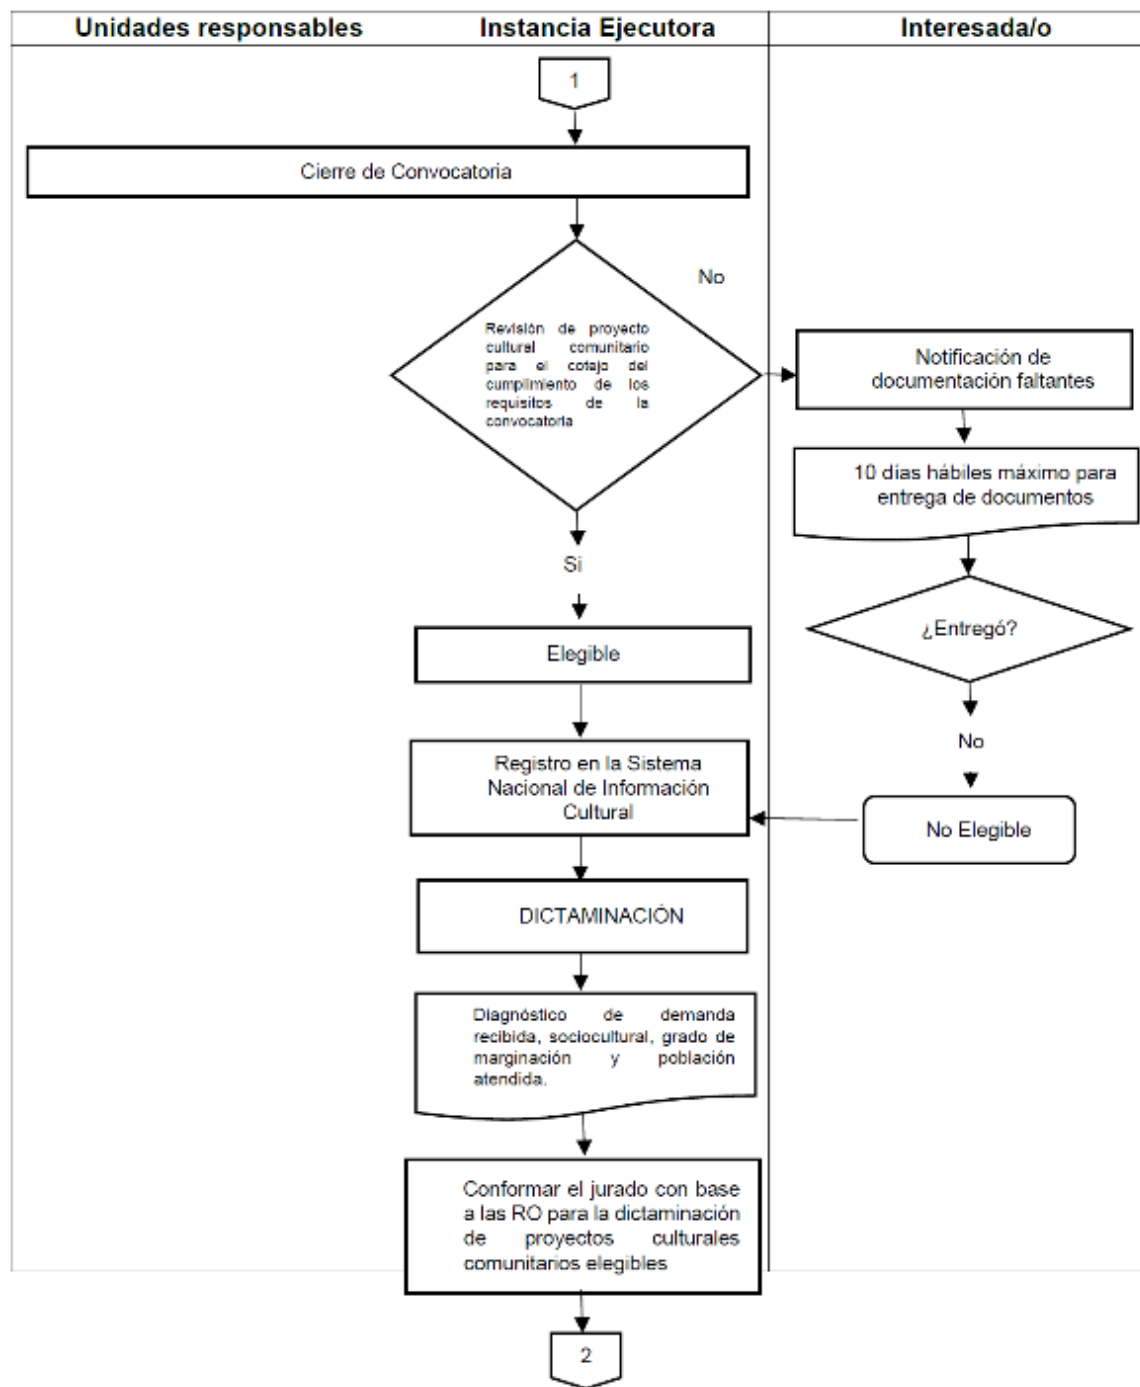 Unidades responsables
Instancia Ejecutora
Interesada/o
1
Cierre de Convocatoria
No
Revisión de proyecto
cultural comunitario
para el cotejo del
cumplimiento de los
requisitos de la
convocatoria
Notificación de
documentación faltantes
10 días hábiles máximo para
entrega de documentos
Si
¿Entregó?
Elegible
No
Registro en la Sistema
Nacional de Información
Cultural
No Elegible
DICTAMINACIÓN
Diagnóstico de demanda
recibida, sociocultural, grado de
marginación y población
atendida.
Conformar el jurado con base
a las RO para la dictaminación
de proyectos culturales
comunitarios elegibles
2